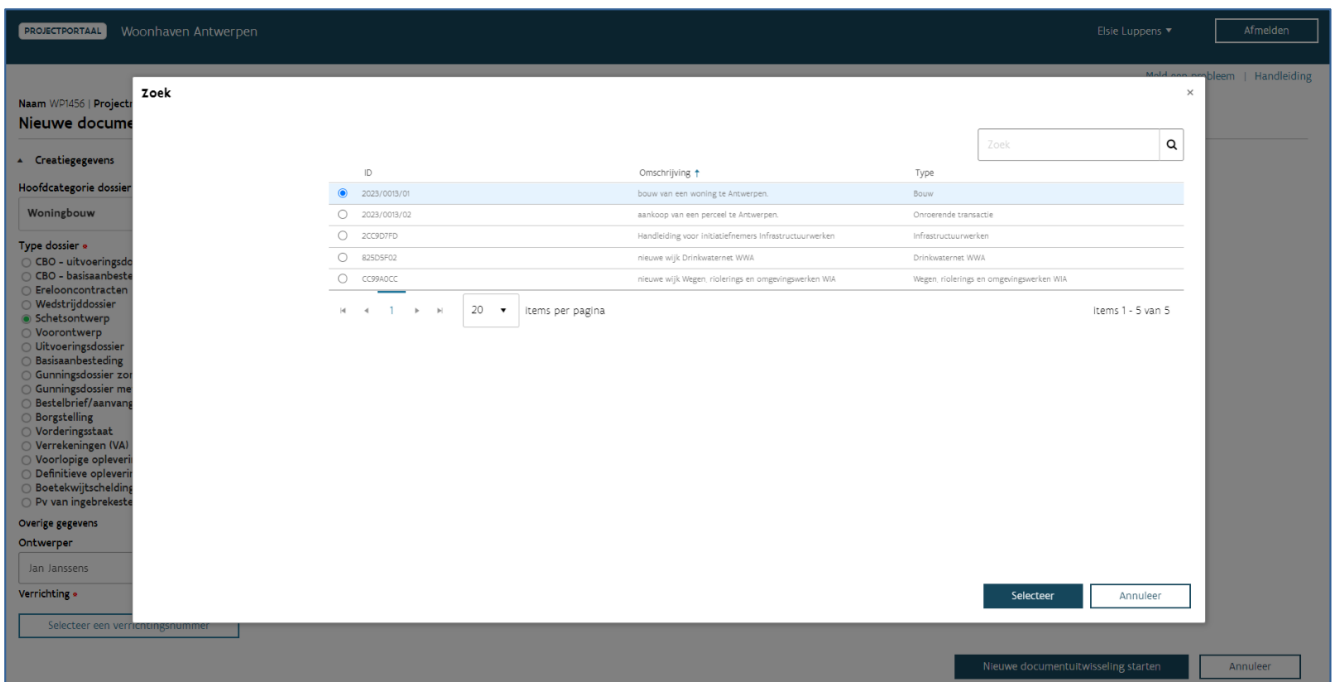 PROJECTPORTAAL Woonhaven Antwerpen Elsie Luppens ▼ Afmelden
Meld een probleem | Handleiding
Naam WP1456 | Project
Nieuwe docume
Creatiegegevens
Hoofdcategorie dossier
Woningbouw
Type dossier
CBO - uitvoeringsdo
CBO - basisaanbeste
Erelooncontracten
Wedstrijddossier
Schetsontwerp
Voorontwerp
Uitvoeringsdossier
Basisaanbesteding
Gunningsdossier zor
Gunningsdossier me
Bestelbrief/aanvang
Borgstelling
Vorderingsstaat
Verrekeningen (VA)
Voorlopige opleveri
Definitieve opleverin
Boetekwijtschelding
Pv van ingebrekeste
Overige gegevens
Ontwerper
Jan Janssens
Verrichting
Selecteer een verrichtingsnummer
Zoek ×
Zoek
ID Omschrijving ↑ Type
2023/0013/01 bouw van een woning te Antwerpen. Bouw
2023/0013/02 aankoop van een perceel te Antwerpen. Onroerende transactie
2CC9D7FD Handleiding voor Initiatiefnemers Infrastructuurwerken Infrastructuurwerken
825D5F02 nieuwe wijk Drinkwaternet WWA Drinkwaternet WWA
CC99A0CC nieuwe wijk Wegen, riolerings en omgevingswerken WIA Wegen, riolerings en omgevingswerken WIA
1 20 ▼ items per pagina items 1 - 5 van 5
Selecteer Annuleer
Nieuwe documentuitwisseling starten Annuleer